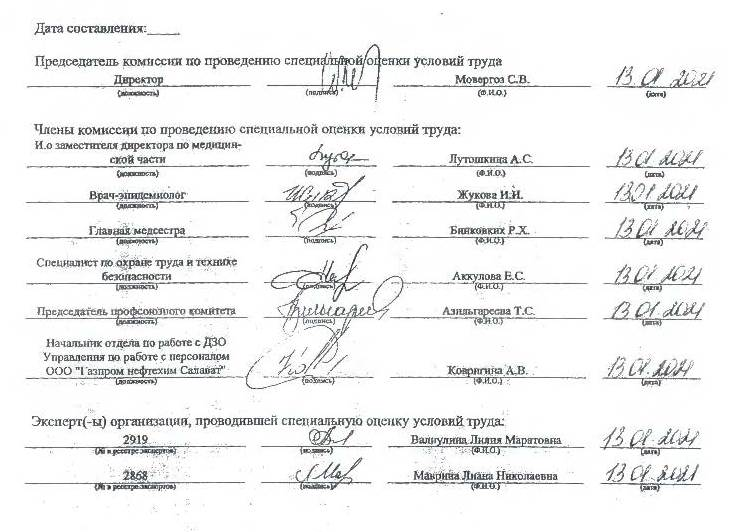 Дата составления:_____
Председатель комиссии по проведению специальной оценки условий труда
Директор Мовергоз С.В. 13.01.2021
(должность) (подпись) (Ф.И.О.) (дата)
Члены комиссии по проведению специальной оценки условий труда:
И.о заместителя директора по медицин-
ской части Лутошкина А.С. 13.01.2021
(должность) (подпись) (Ф.И.О.) (дата)
Врач-эпидемиолог Жукова И.И. 13.01.2021
(должность) (подпись) (Ф.И.О.) (дата)
Главная медсестра Р.Х. 13.01.2021
(должность) (подпись) (Ф.И.О.) (дата)
Специалист по охране труда и технике
безопасности Аккулова Е.С. 13.01.2021
(должность) (подпись) (Ф.И.О.) (дата)
Председатель профсоюзного комитета Азильгареева Т.С. 13.01.2021
(должность) (подпись) (Ф.И.О.) (дата)
Начальник отдела по работе с ДЗО
Управления по работе с персоналом
ООО "Газпром нефтехим Салават" Ковригина А.В. 13.01.2021
(должность) (подпись) (Ф.И.О.) (дата)
Эксперт(-ы) организации, проводившей специальную оценку условий труда:
2919 Валиулина Лилия Маратовна 13.01.2021
(№ в реестре экспертов) (подпись) (Ф.И.О.) (дата)
2868 Маврина Лиана Николаевна 13.01.2021
(№ в реестре экспертов) (подпись) (Ф.И.О.) (дата)